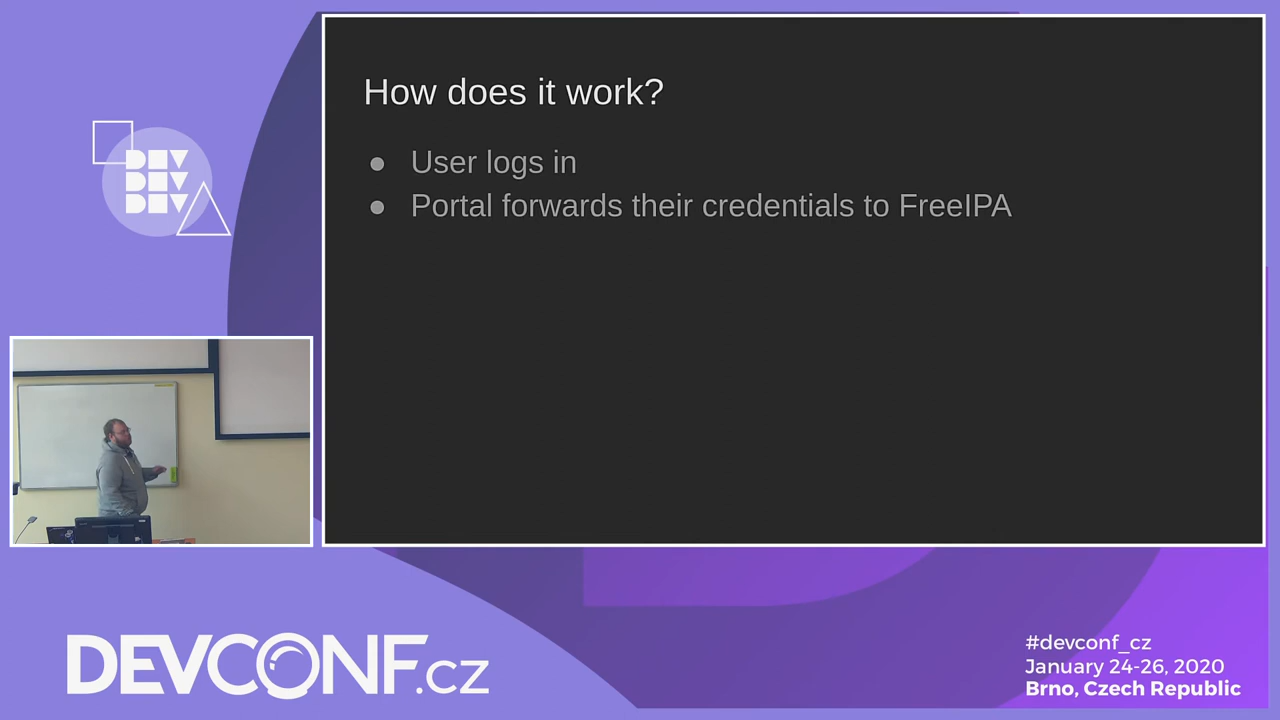 How does it work?
● User logs in
● Portal forwards their credentials to FreeIPA
DEV
DEV
DEV
DEVCONF.cz
#devconf_cz
January 24-26, 2020
Brno, Czech Republic